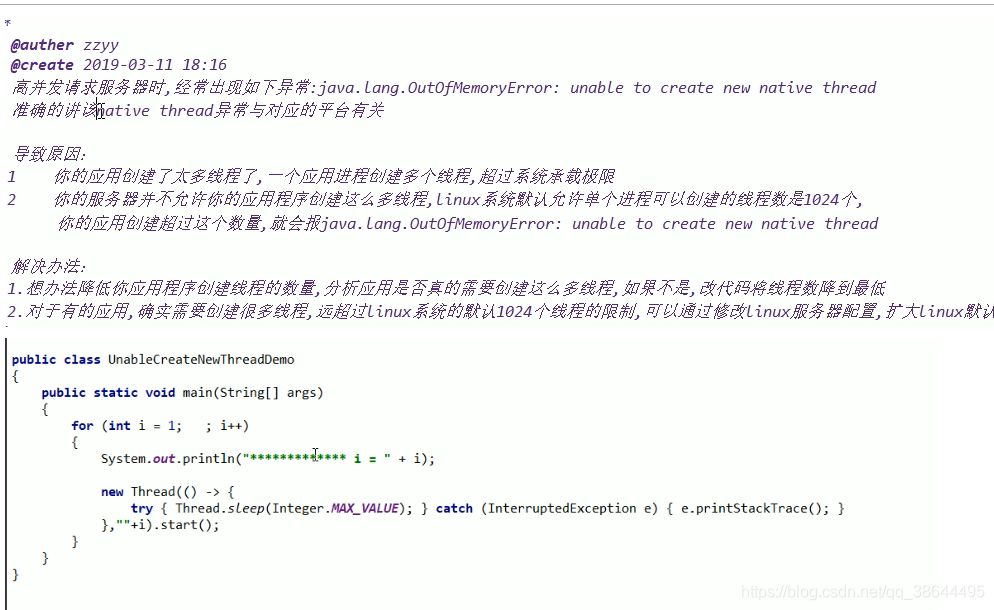 *
@auther zzyy
@create 2019-03-11 18:16
高并发请求服务器时,经常出现如下异常:java.lang.OutOfMemoryError: unable to create new native thread
准确的讲该native thread异常与对应的平台有关
导致原因:
1 你的应用创建了太多线程了,一个应用进程创建多个线程,超过系统承载极限
2 你的服务器并不允许你的应用程序创建这么多线程,linux系统默认允许单个进程可以创建的线程数是1024个,
你的应用创建超过这个数量,就会报java.lang.OutOfMemoryError: unable to create new native thread
解决办法:
1.想办法降低你应用程序创建线程的数量,分析应用是否真的需要创建这么多线程,如果不是,改代码将线程数降到最低
2.对于有的应用,确实需要创建很多线程,远超过linux系统的默认1024个线程的限制,可以通过修改linux服务器配置,扩大linux默认
public class UnableCreateNewThreadDemo
{
public static void main(String[] args)
{
for (int i = 1; ; i++)
{
System.out.println("************* i = " + i);
new Thread(() -> {
try { Thread.sleep(Integer.MAX_VALUE); } catch (InterruptedException e) { e.printStackTrace(); }
},""+i).start();
}
}
}
https://blog.csdn.net/qq_38644495